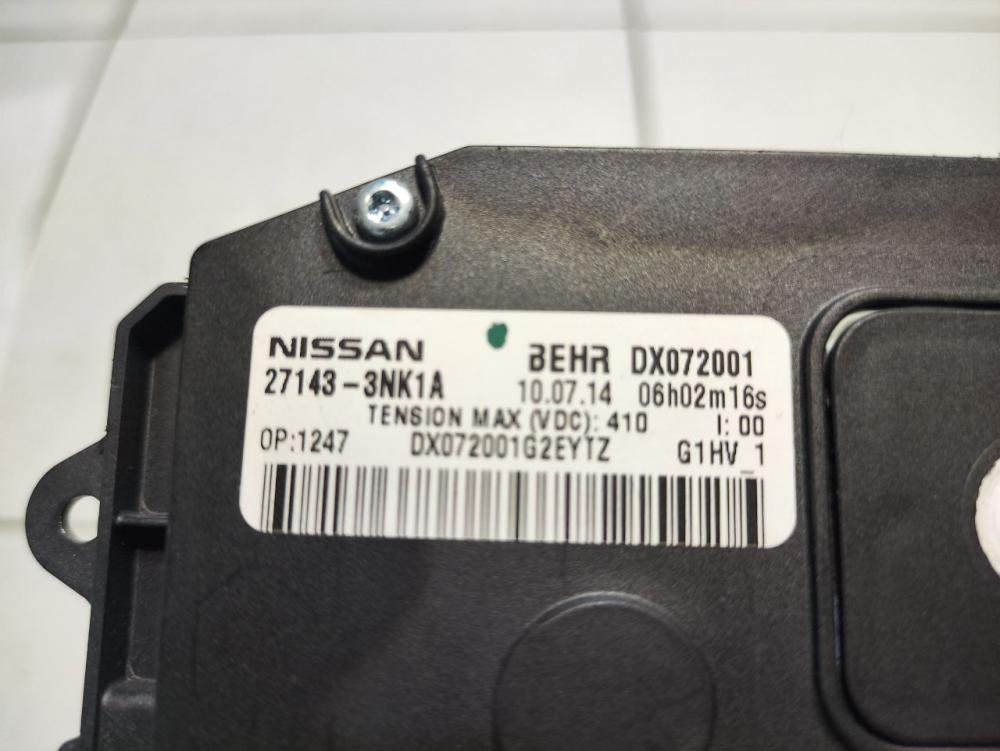 NISSAN BEHR DX072001
27143-3NK1A 10.07.14 06h02m16s
TENSION MAX (VDC): 410 I: 00
OP:1247 DX072001G2EYTZ G1HV_1